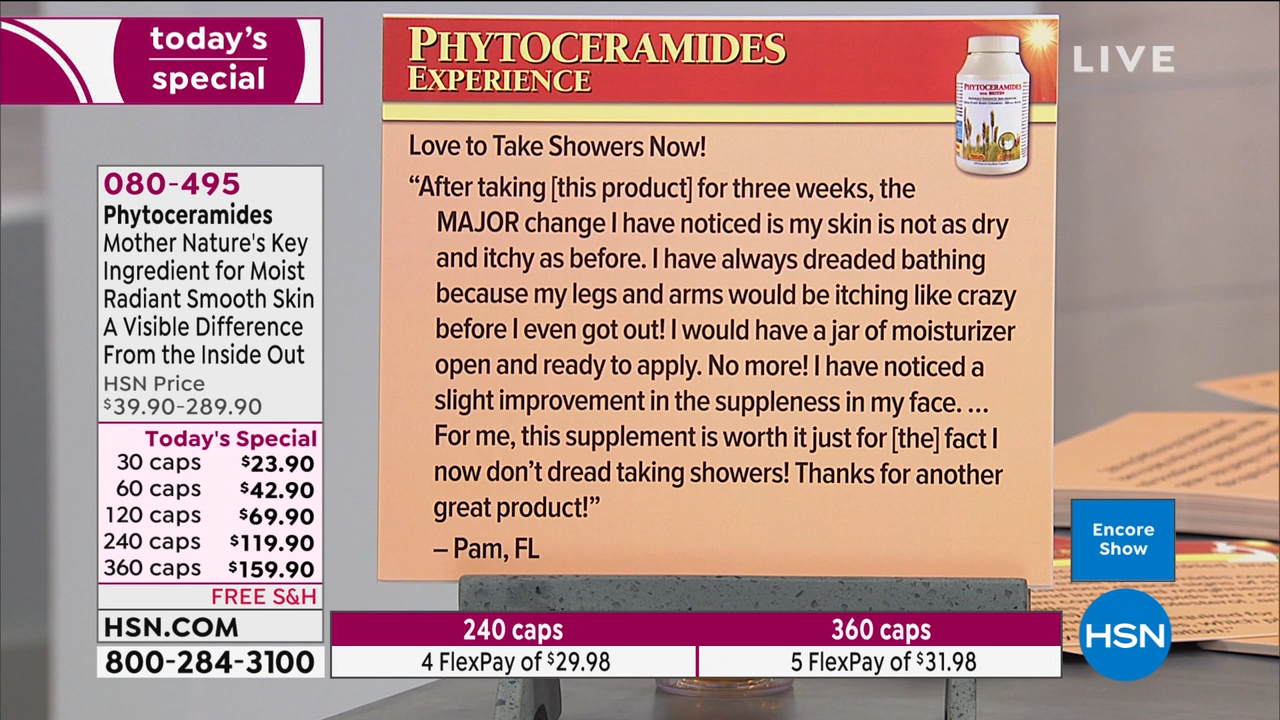 today's
special
080-495
Phytoceramides
Mother Nature's Key
Ingredient for Moist
Radiant Smooth Skin
A Visible Difference
From the Inside Out
HSN Price
$39.90-289.90
Today's Special
30 caps $23.90
60 caps $42.90
120 caps $69.90
240 caps $119.90
360 caps $159.90
FREE S&H
HSN.COM
800-284-3100
PHYTOCERAMIDES
EXPERIENCE
PHYTOCERAMIDES
WITH BIOTIN
Love to Take Showers Now!
“After taking [this product] for three weeks, the
MAJOR change I have noticed is my skin is not as dry
and itchy as before. I have always dreaded bathing
because my legs and arms would be itching like crazy
before I even got out! I would have a jar of moisturizer
open and ready to apply. No more! I have noticed a
slight improvement in the suppleness in my face. ...
For me, this supplement is worth it just for [the] fact I
now don’t dread taking showers! Thanks for another
great product!”
– Pam, FL
LIVE
Encore
Show
HSN
240 caps 360 caps
4 FlexPay of $29.98 5 FlexPay of $31.98